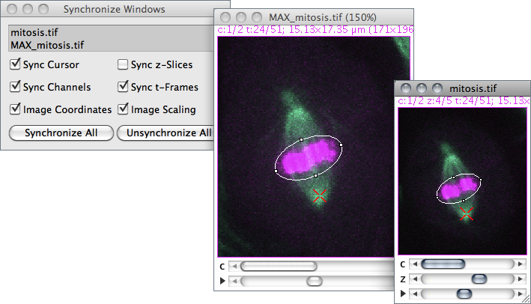 Synchronize Windows
mitosis.tif
MAX_mitosis.tif
Sync Cursor
Sync z-Slices
Sync Channels
Sync t-Frames
Image Coordinates
Image Scaling
Synchronize All
Unsynchronize All
MAX_mitosis.tif (150%)
c:1/2 t:24/51; 15.13x17.35 µm (171x196
C
mitosis.tif
c:1/2 z:4/5 t:24/51; 15.13x
C
Z